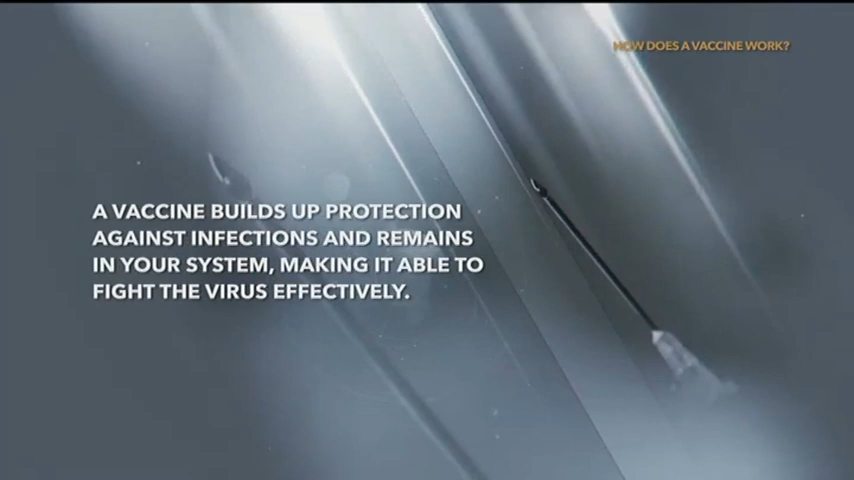 HOW DOES A VACCINE WORK?
A VACCINE BUILDS UP PROTECTION
AGAINST INFECTIONS AND REMAINS
IN YOUR SYSTEM, MAKING IT ABLE TO
FIGHT THE VIRUS EFFECTIVELY.